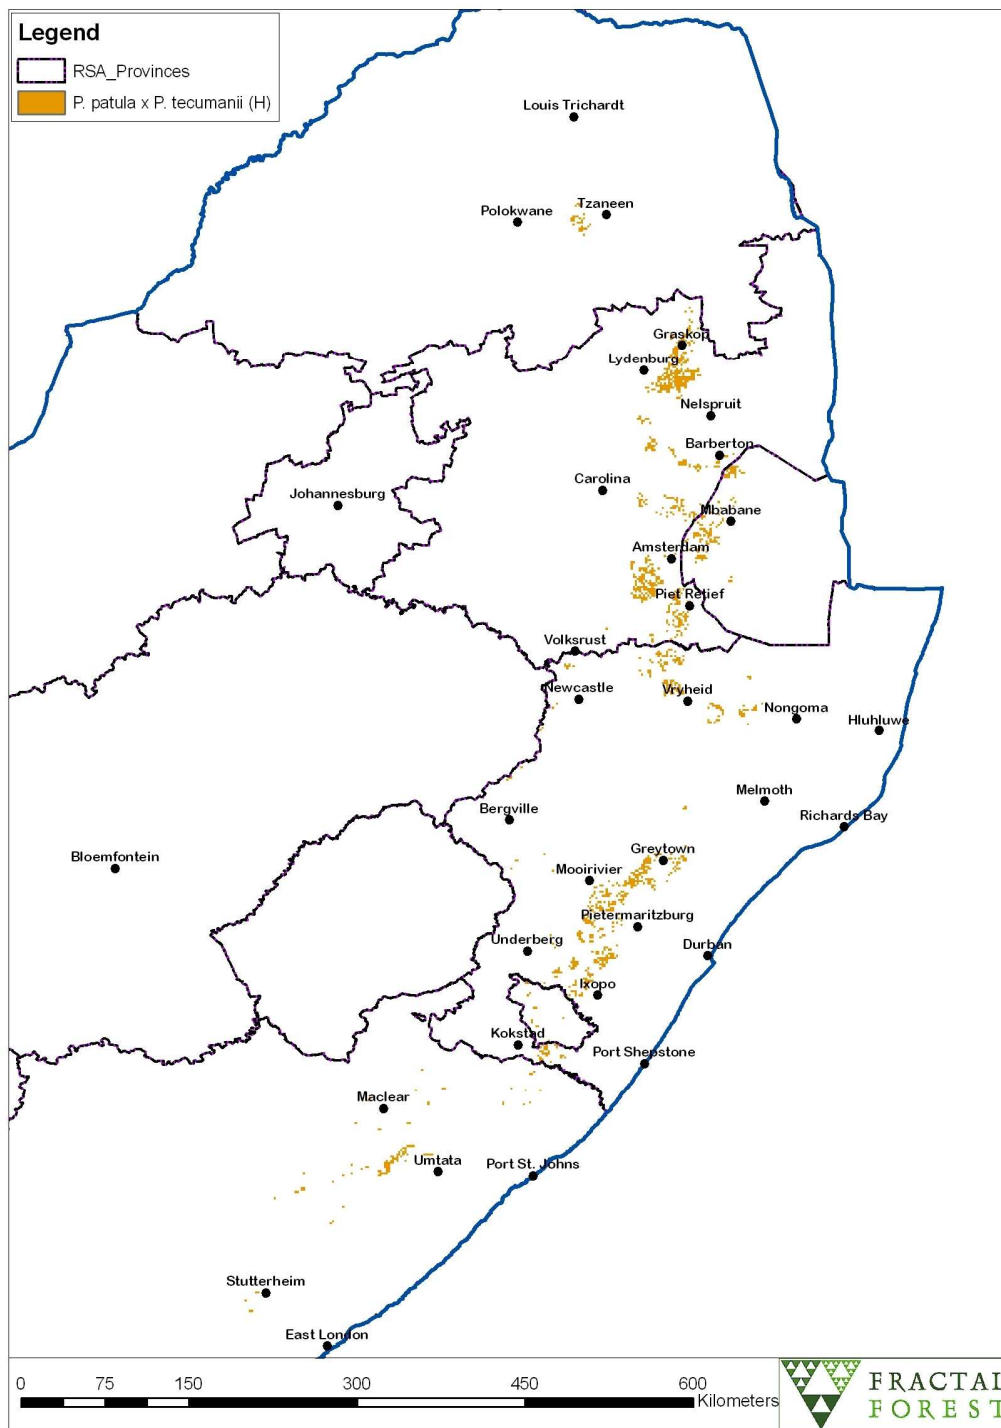 Legend
RSA_Provinces
P. patula x P. tecumanii (H)
Louis Trichardt
Tzaneen
Polokwane
Graskop
Lydenburg
Nelspruit
Barberton
Carolina
Johannesburg
Mbabane
Amsterdam
Piet Retief
Volksrust
Newcastle
Vryheid
Nongoma
Hluhluwe
Melmoth
Bergville
Richards Bay
Greytown
Bloemfontein
Mooirivier
Pietermaritzburg
Underberg
Durban
Ixopo
Kokstad
Port Shepstone
Maclear
Umtata
Port St. Johns
Stutterheim
East London
0 75 150 300 450 600
Kilometers
FRACTAL
FOREST